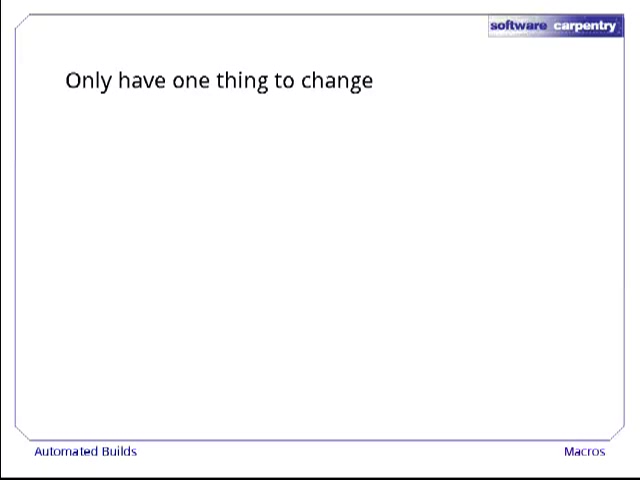 software carpentry
Only have one thing to change
Automated Builds
Macros